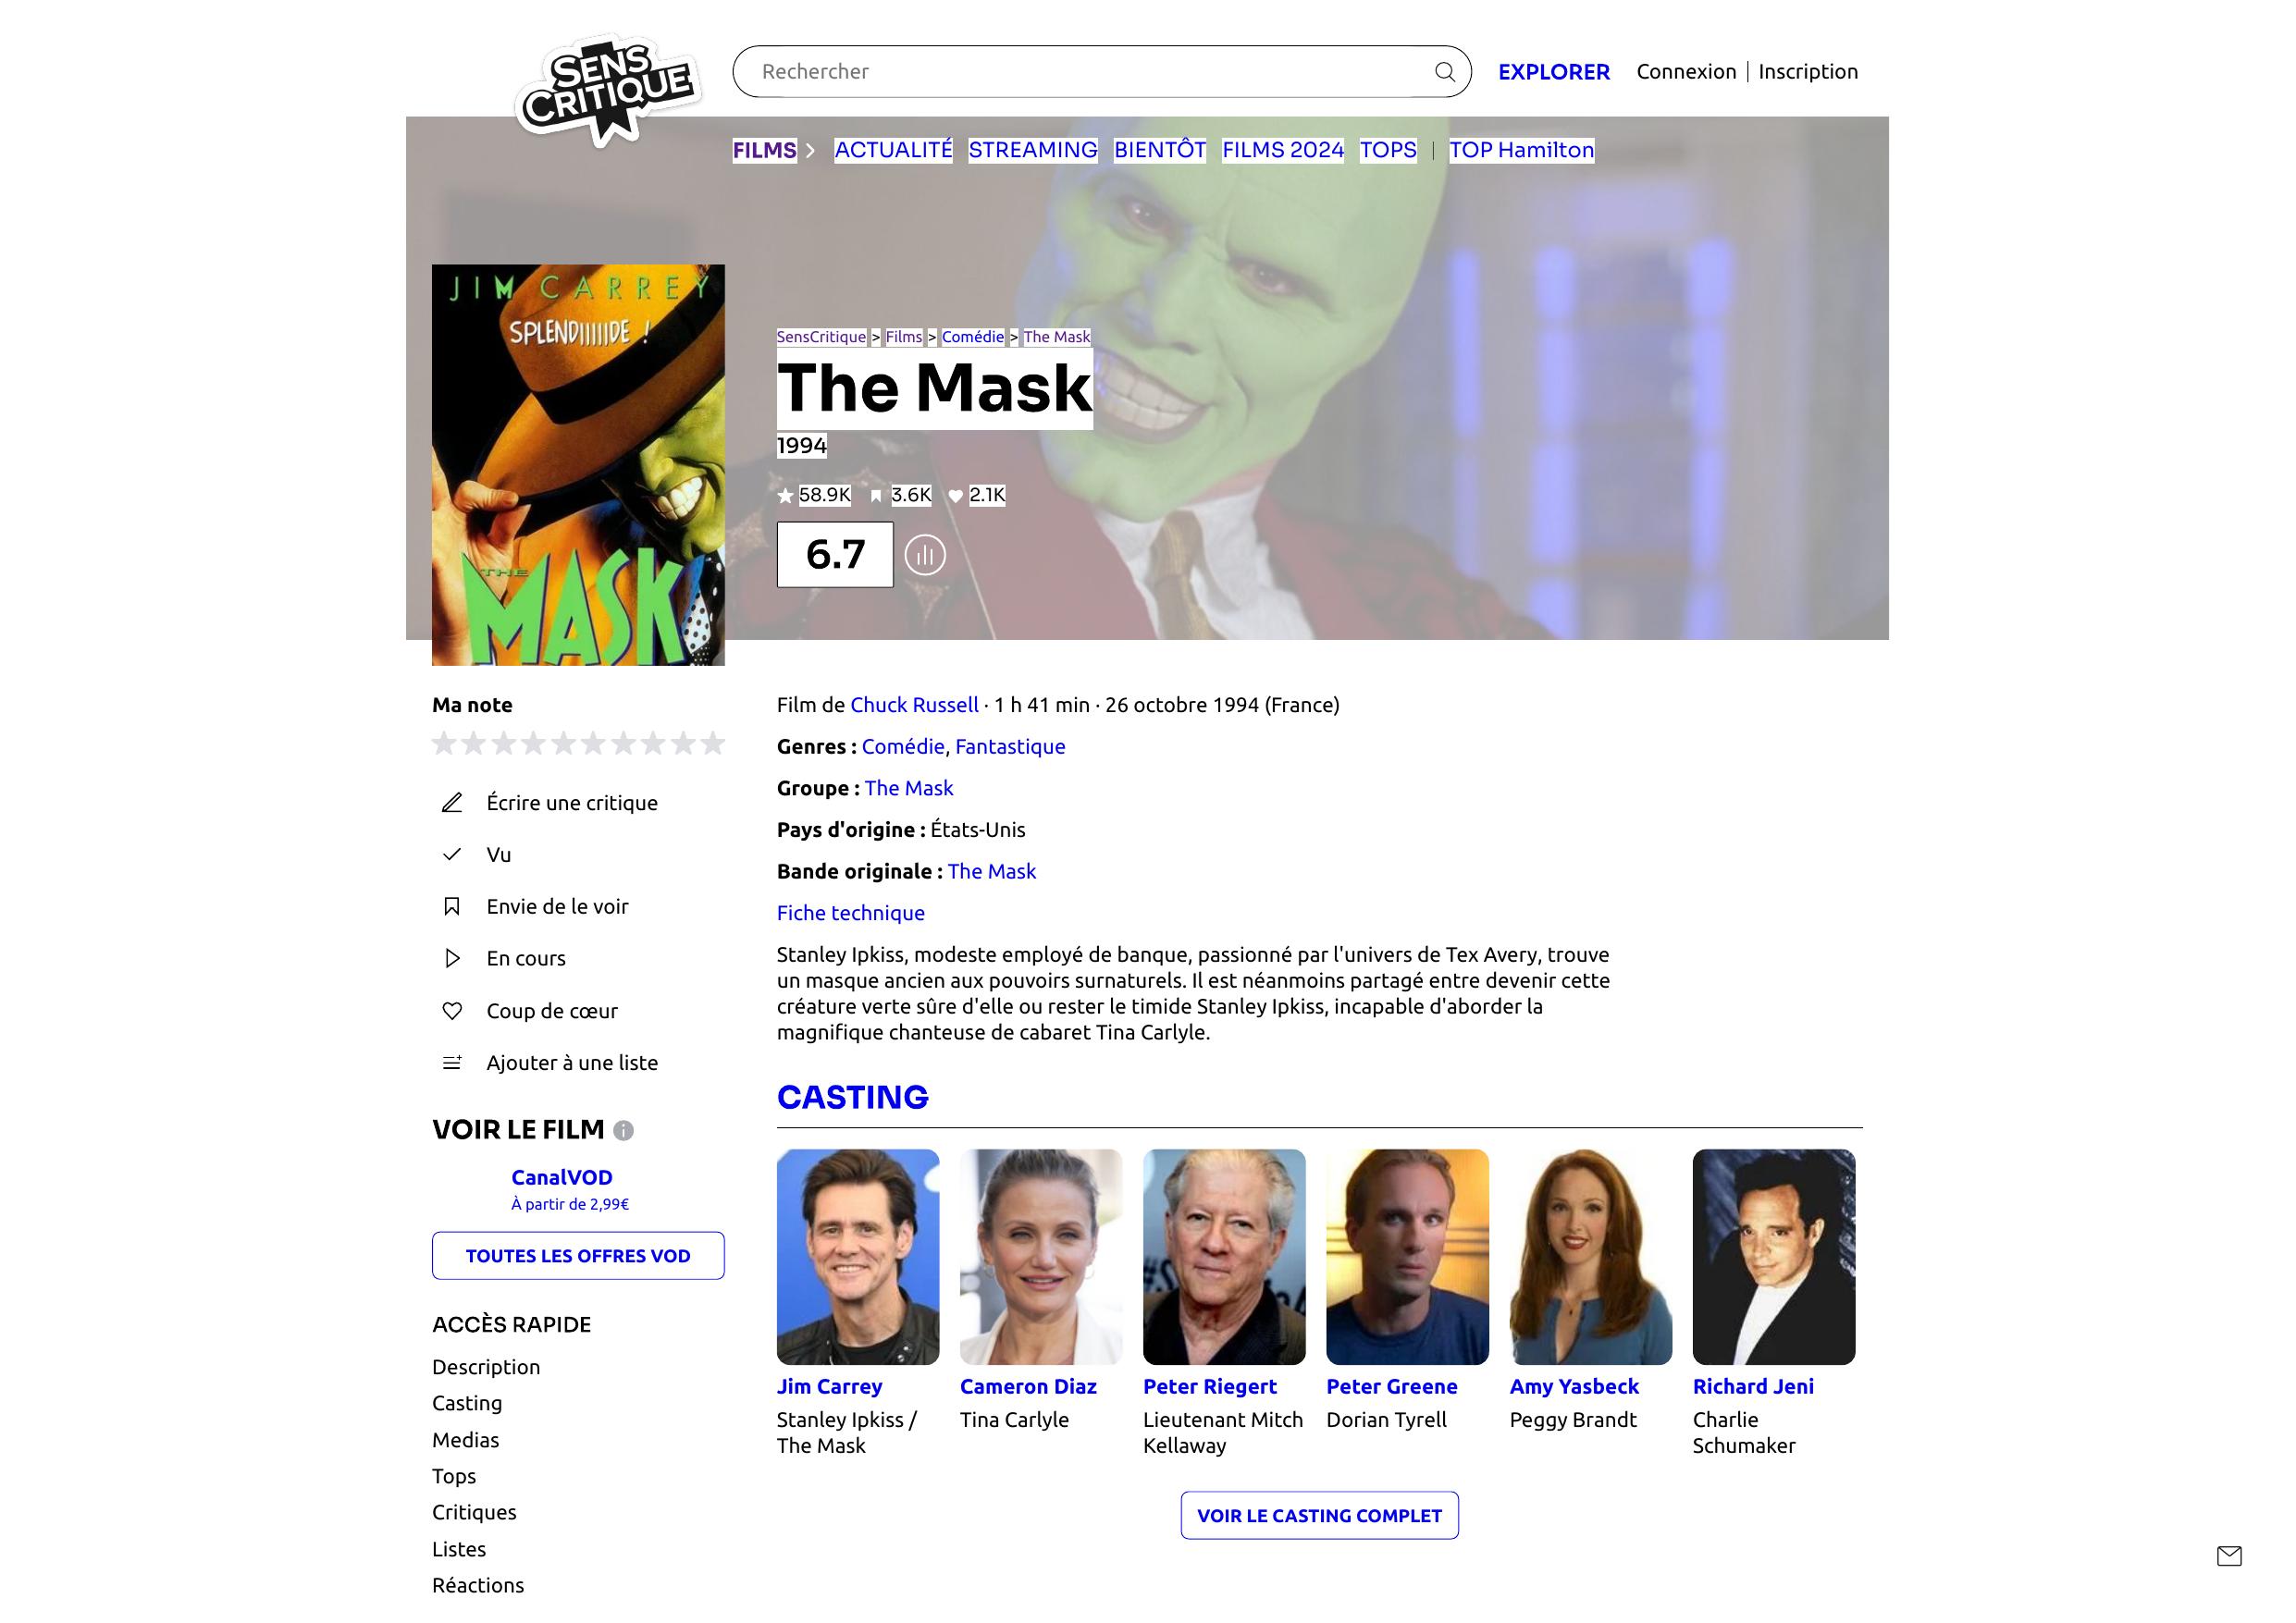 SENS
CRITIQUE
Rechercher
EXPLORER
Connexion | Inscription
FILMS
ACTUALITÉ
STREAMING
BIENTÔT
FILMS 2024
TOPS
|
TOP Hamilton
JIM CARREY
SPLENDIIIIIDE !
THE
MASK
SensCritique > Films > Comédie > The Mask
The Mask
1994
58.9K
3.6K
2.1K
6.7
Ma note
Écrire une critique
Vu
Envie de le voir
En cours
Coup de cœur
Ajouter à une liste
VOIR LE FILM
CanalVOD
À partir de 2,99€
TOUTES LES OFFRES VOD
ACCÈS RAPIDE
Description
Casting
Medias
Tops
Critiques
Listes
Réactions
Film de Chuck Russell · 1 h 41 min · 26 octobre 1994 (France)
Genres : Comédie, Fantastique
Groupe : The Mask
Pays d'origine : États-Unis
Bande originale : The Mask
Fiche technique
Stanley Ipkiss, modeste employé de banque, passionné par l'univers de Tex Avery, trouve
un masque ancien aux pouvoirs surnaturels. Il est néanmoins partagé entre devenir cette
créature verte sûre d'elle ou rester le timide Stanley Ipkiss, incapable d'aborder la
magnifique chanteuse de cabaret Tina Carlyle.
CASTING
Jim Carrey
Stanley Ipkiss /
The Mask
Cameron Diaz
Tina Carlyle
Peter Riegert
Lieutenant Mitch
Kellaway
Peter Greene
Dorian Tyrell
Amy Yasbeck
Peggy Brandt
Richard Jeni
Charlie
Schumaker
VOIR LE CASTING COMPLET